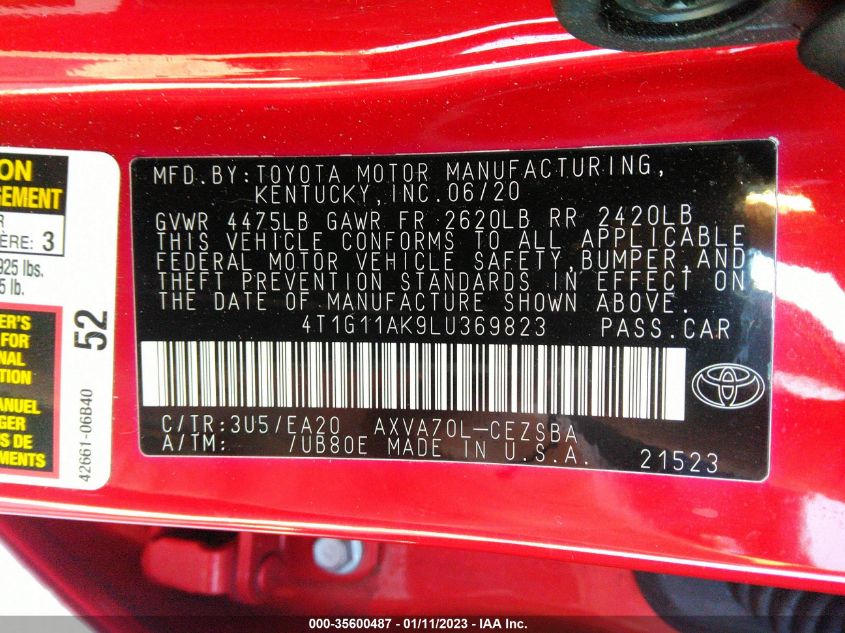 ON
GEMENT
R
ÈRE: 3
925 lbs.
5 lb.
52
ER'S
FOR
NAL
TION
ANUEL
GER
S DE
MENTS
42661-06B40
MFD.BY:TOYOTA MOTOR MANUFACTURING,
KENTUCKY,INC.06/20
GVWR 4475LB GAWR FR 2620LB RR 2420LB
THIS VEHICLE CONFORMS TO ALL APPLICABLE
FEDERAL MOTOR VEHICLE SAFETY,BUMPER,AND
THEFT PREVENTION STANDARDS IN EFFECT ON
THE DATE OF MANUFACTURE SHOWN ABOVE.
4T1G11AK9LU369823 PASS.CAR
C/TR:3U5/EA20 AXVA70L-CEZSBA
A/TM: /UB80E MADE IN U.S.A. 21523
000-35600487 - 01/11/2023 - IAA Inc.